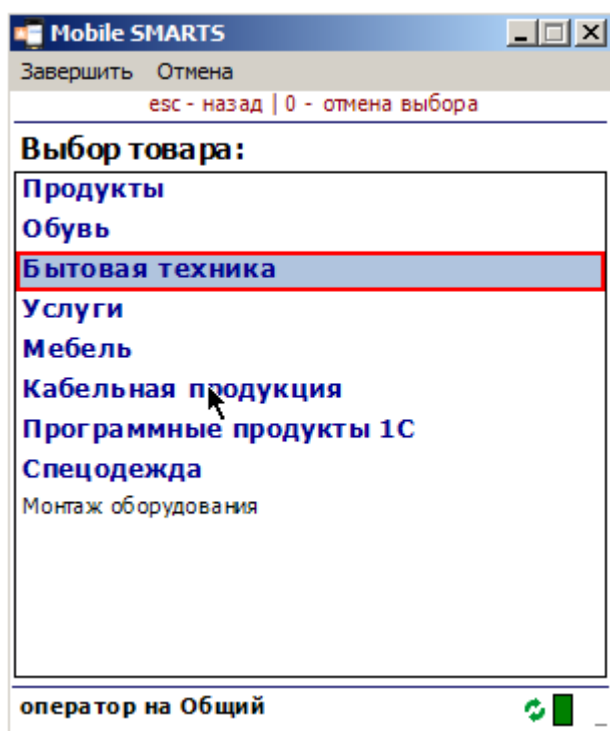 Mobile SMARTS
Завершить Отмена
esc - назад | 0 - отмена выбора
Выбор товара:
Продукты
Обувь
Бытовая техника
Услуги
Мебель
Кабельная продукция
Программные продукты 1С
Спецодежда
Монтаж оборудования
оператор на Общий